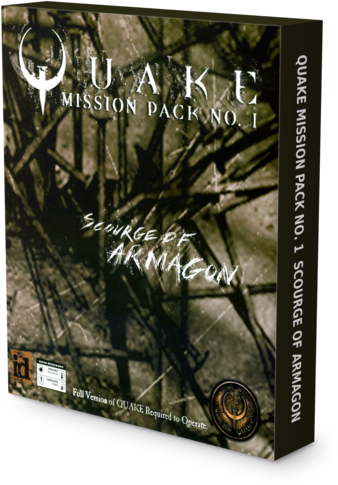 QUAKE
MISSION PACK NO. 1
SCOURGE OF
ARMAGON
id
Full Version of QUAKE Required to Operate.
QUAKE MISSION PACK NO. 1 SCOURGE OF ARMAGON